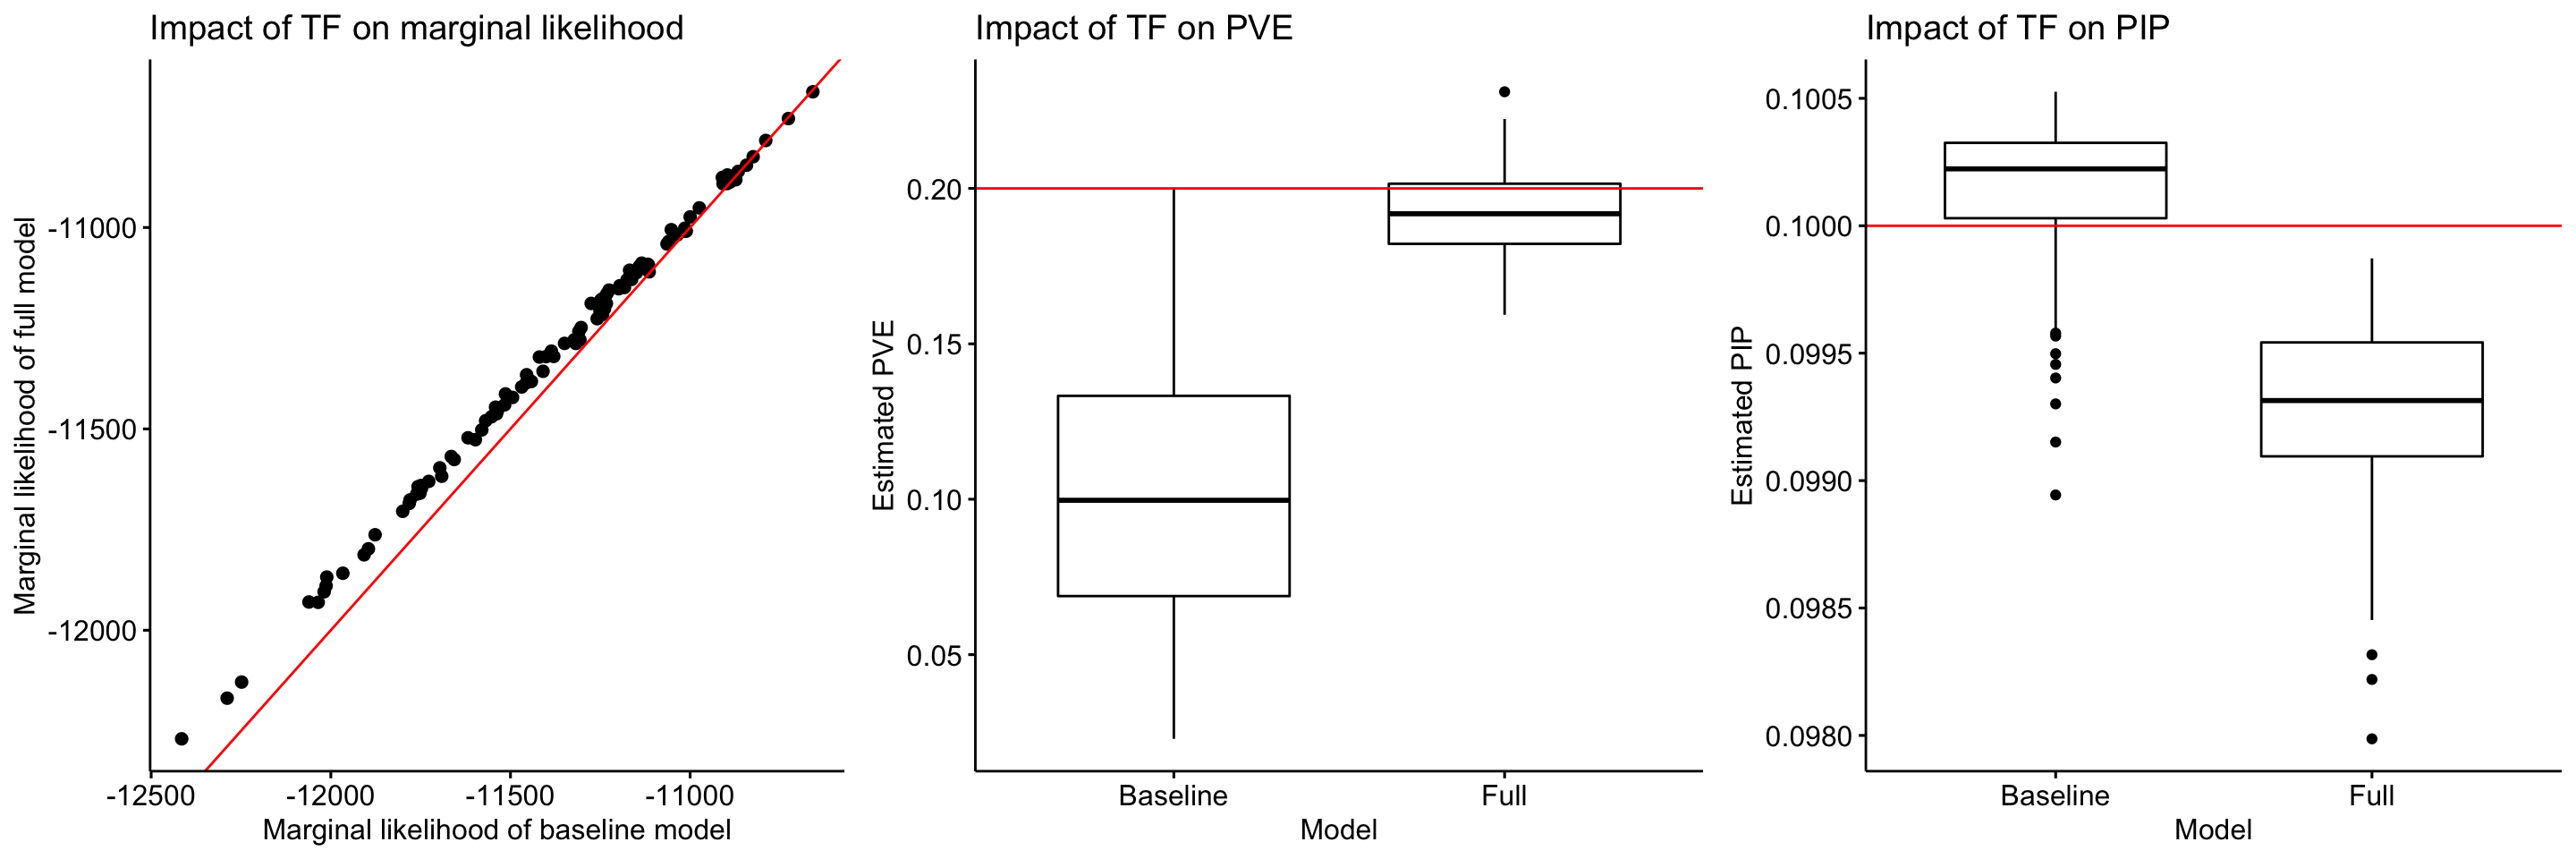 Impact of TF on marginal likelihood
Marginal likelihood of full model
-11000
-11500
-12000
-12500
-12000
-11500
-11000
Marginal likelihood of baseline model
Impact of TF on PVE
Estimated PVE
0.20
0.15
0.10
0.05
Baseline
Full
Model
Impact of TF on PIP
Estimated PIP
0.1005
0.1000
0.0995
0.0990
0.0985
0.0980
Baseline
Full
Model